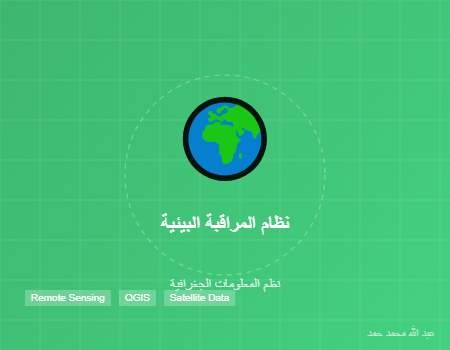 نظام المراقبة البيئية
نظم المعلومات الجغرافية
Remote Sensing QGIS Satellite Data
عبد الله محمد حمد